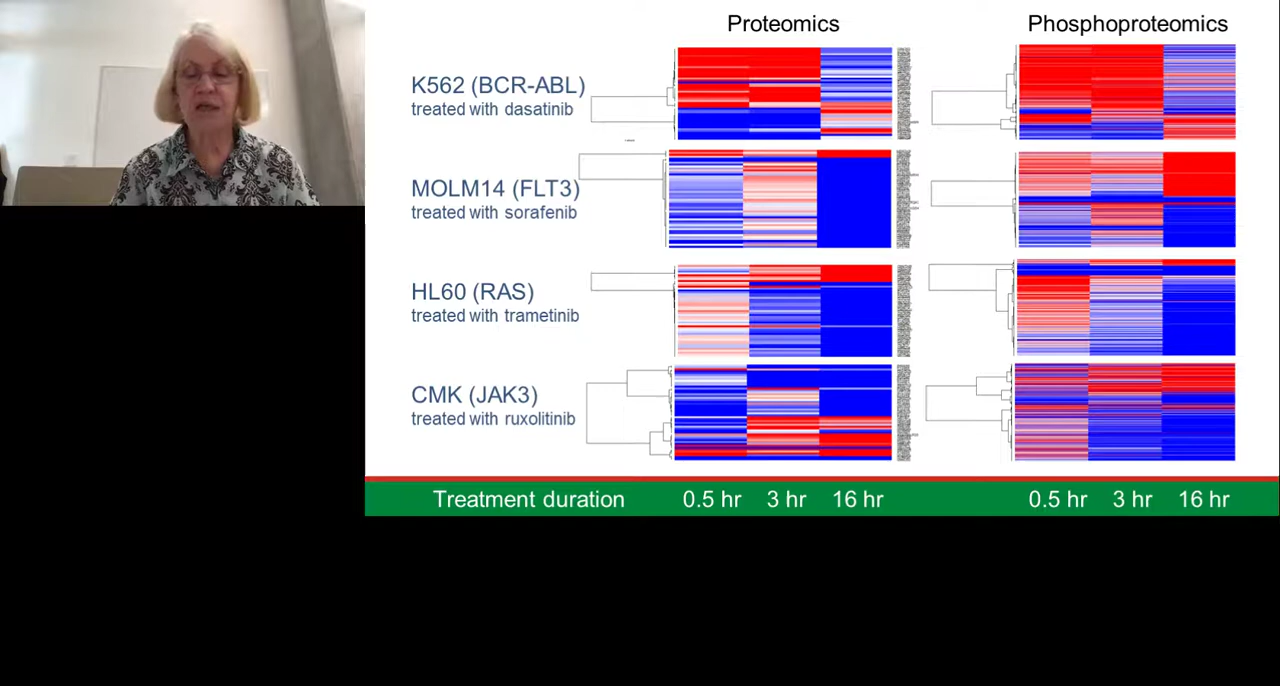 Proteomics
Phosphoproteomics
K562 (BCR-ABL)
treated with dasatinib
MOLM14 (FLT3)
treated with sorafenib
HL60 (RAS)
treated with trametinib
CMK (JAK3)
treated with ruxolitinib
Treatment duration
0.5 hr
3 hr
16 hr
0.5 hr
3 hr
16 hr